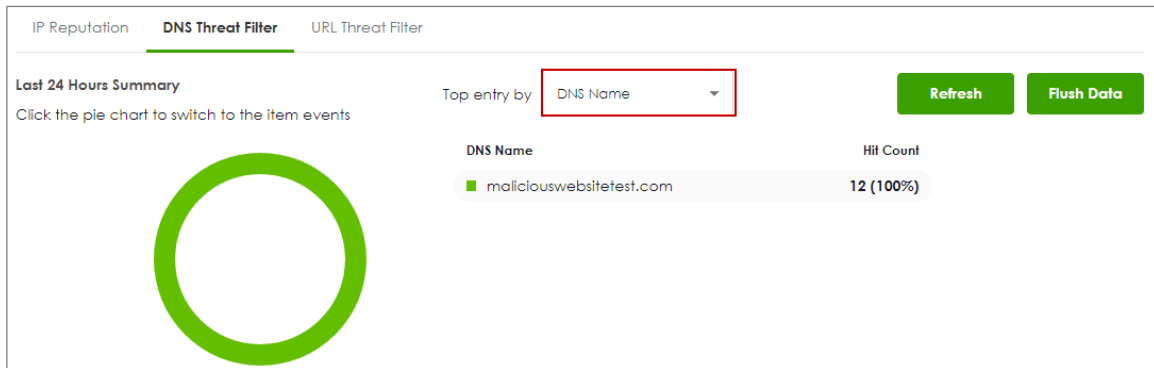 IP Reputation DNS Threat Filter URL Threat Filter
Last 24 Hours Summary
Click the pie chart to switch to the item events
Top entry by DNS Name
Refresh Flush Data
DNS Name Hit Count
maliciouswebsitetest.com 12 (100%)